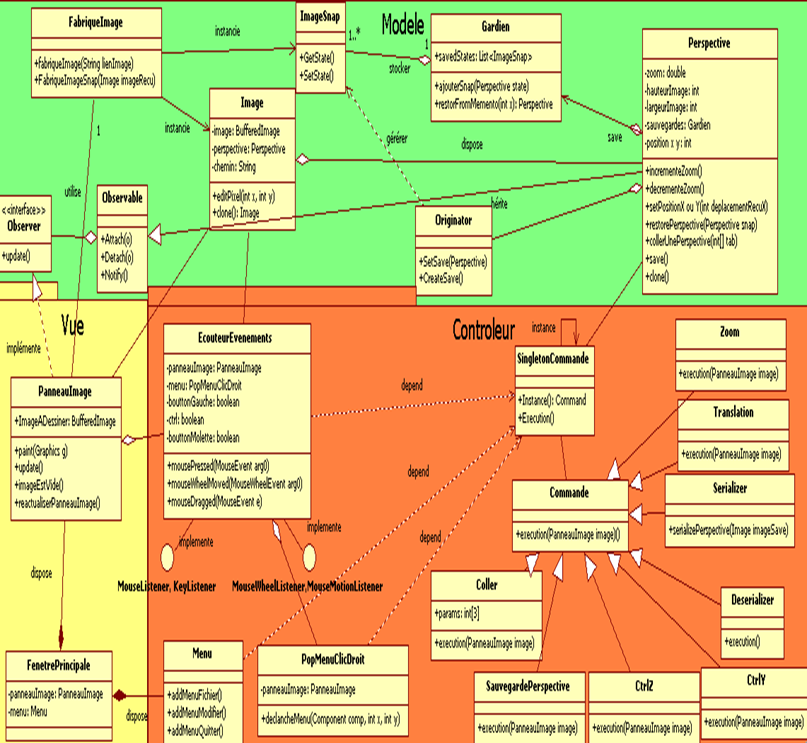 Modele
FabriqueImage
+fabriqueImage(String lienImage)
+FabriqueImageSnap(Image imageRecu)
instancie
ImageSnap
+GetState()
+SetState()
1..*
1
stocker
Gardien
+savedStates: List<ImageSnap>
+ajouterSnap(Perspective state)
+restorFromMemento(int x): Perspective
Perspective
-zoom: double
-hauteurImage: int
-largeurImage: int
-sauvegardes: Gardien
-position x y: int
+incrementeZoom()
+decrementeZoom()
+setPositionX ou Y(int deplacementRecuX)
+restorePerspective(Perspective snap)
+collerUnePerspective(int[] tab)
+save()
+clone()
save
instancie
Image
-image: BufferedImage
-perspective: Perspective
-chemin: String
+editPixel(int x, int y)
+clone(): Image
dispose
gérérer
hérite
1
utilise
<<interface>>
Observer
+update()
Observable
+Attach(o)
+Detach(o)
+Notify()
Originator
+SetSave(Perspective)
+CreateSave()
Vue
implémente
PanneauImage
+ImageADessiner: BufferedImage
+paint(Graphics g)
+update()
+imageEstVide()
+reactualiserPanneauImage()
dispose
FenetrePrincipale
-panneauImage: PanneauImage
-menu: Menu
dispose
Controleur
EcouteurEvenements
-panneauImage: PanneauImage
-menu: PopMenuClicDroit
-bouttonGauche: boolean
-ctrl: boolean
-bouttonMolette: boolean
+mousePressed(MouseEvent arg0)
+mouseWheelMoved(MouseWheelEvent arg0)
+mouseDragged(MouseEvent e)
implemente
implemente
MouseListener, KeyListener
MouseWheelListener,MouseMotionListener
depend
depend
depend
instance
SingletonCommande
+Instance(): Command
+Execution()
Zoom
+execution(PanneauImage image)
Translation
+execution(PanneauImage image)
Serializer
+serializePerspective(Image imageSave)
Commande
+execution(PanneauImage image)()
Coller
+params: int[3]
+execution(PanneauImage image)
Deserializer
+execution()
Menu
+addMenuFichier()
+addMenuModifier()
+addMenuQuitter()
PopMenuClicDroit
-panneauImage: PanneauImage
+declancheMenu(Component comp, int x, int y)
SauvegardePerspective
+execution(PanneauImage image)
CtrlZ
+execution(PanneauImage image)
CtrlY
+execution(PanneauImage image)